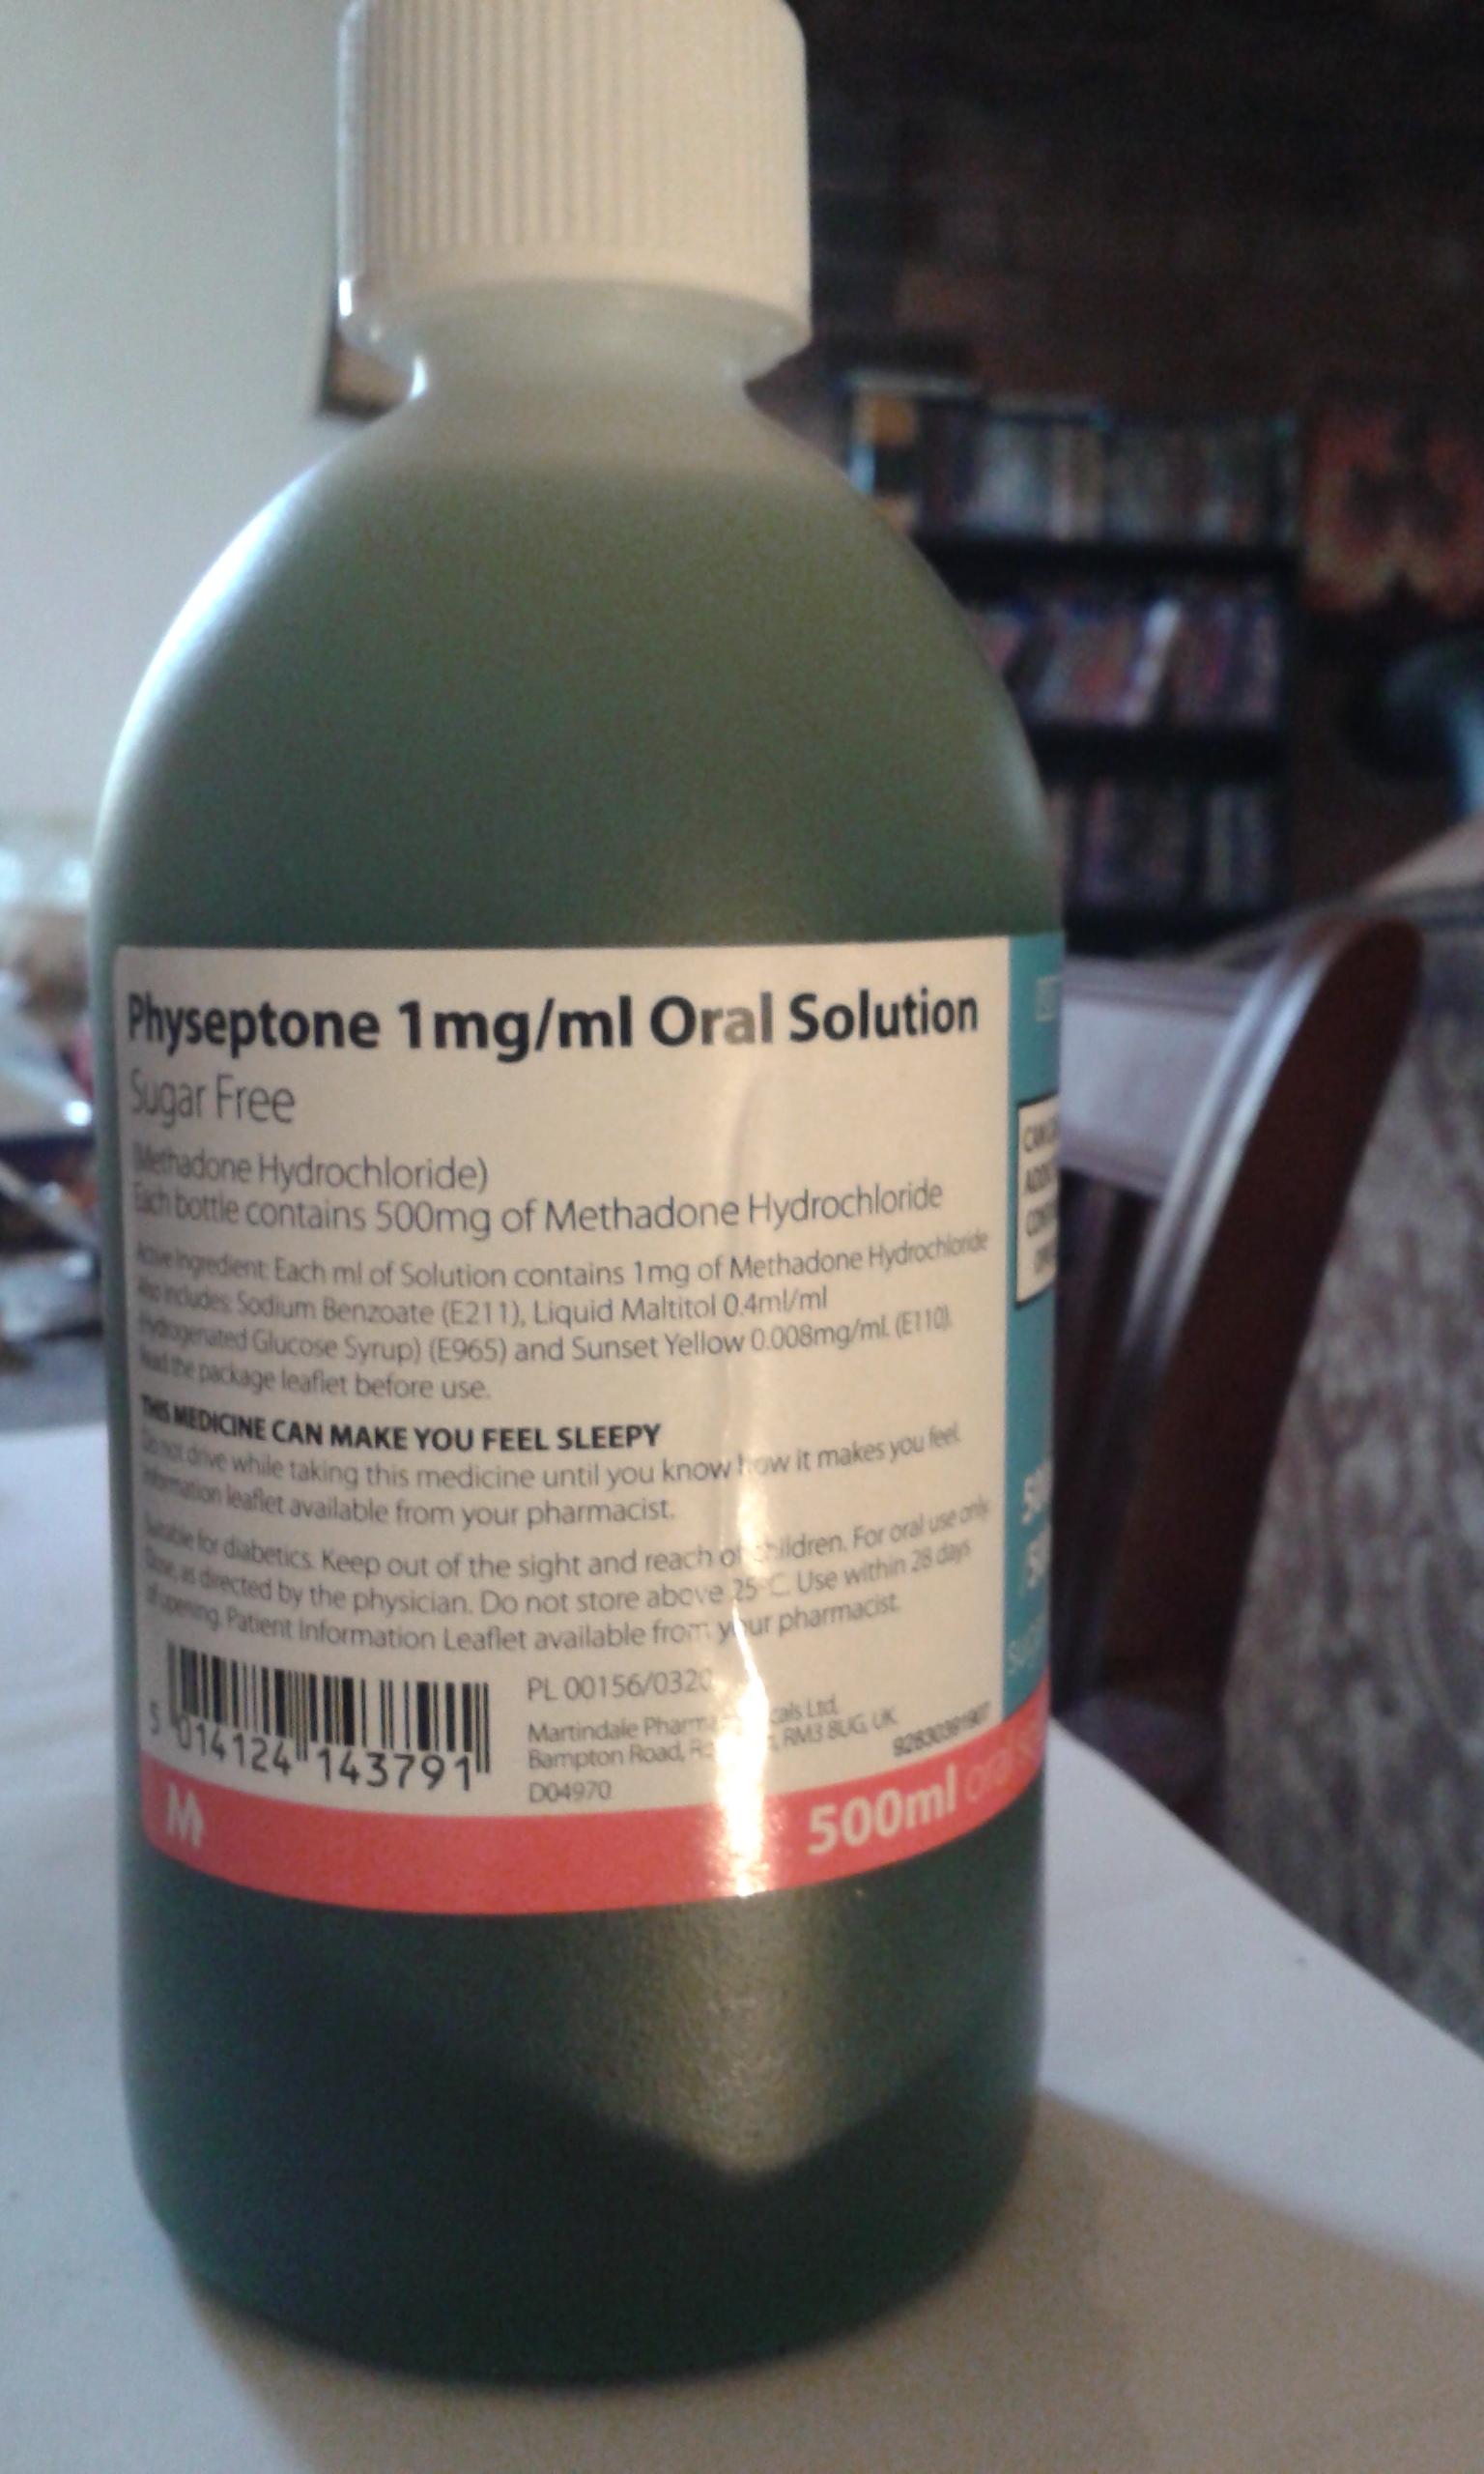 Physeptone 1mg/ml Oral Solution
Sugar Free
(Methadone Hydrochloride)
Each bottle contains 500mg of Methadone Hydrochloride
Active Ingredient: Each ml of Solution contains 1mg of Methadone Hydrochloride
Also includes: Sodium Benzoate (E211), Liquid Maltitol 0.4ml/ml
(Hydrogenated Glucose Syrup) (E965) and Sunset Yellow 0.008mg/ml. (E110).
Read the package leaflet before use.
THIS MEDICINE CAN MAKE YOU FEEL SLEEPY
Do not drive while taking this medicine until you know how it makes you feel.
Information leaflet available from your pharmacist.
Suitable for diabetics. Keep out of the sight and reach of children. For oral use only.
Dose, as directed by the physician. Do not store above 25°C. Use within 28 days
of opening. Patient Information Leaflet available from your pharmacist.
5 014124 143791
PL 00156/032
Martindale Ltd.
Bampton Road, RM3 8UG, UK.
D04970
M
500ml oral